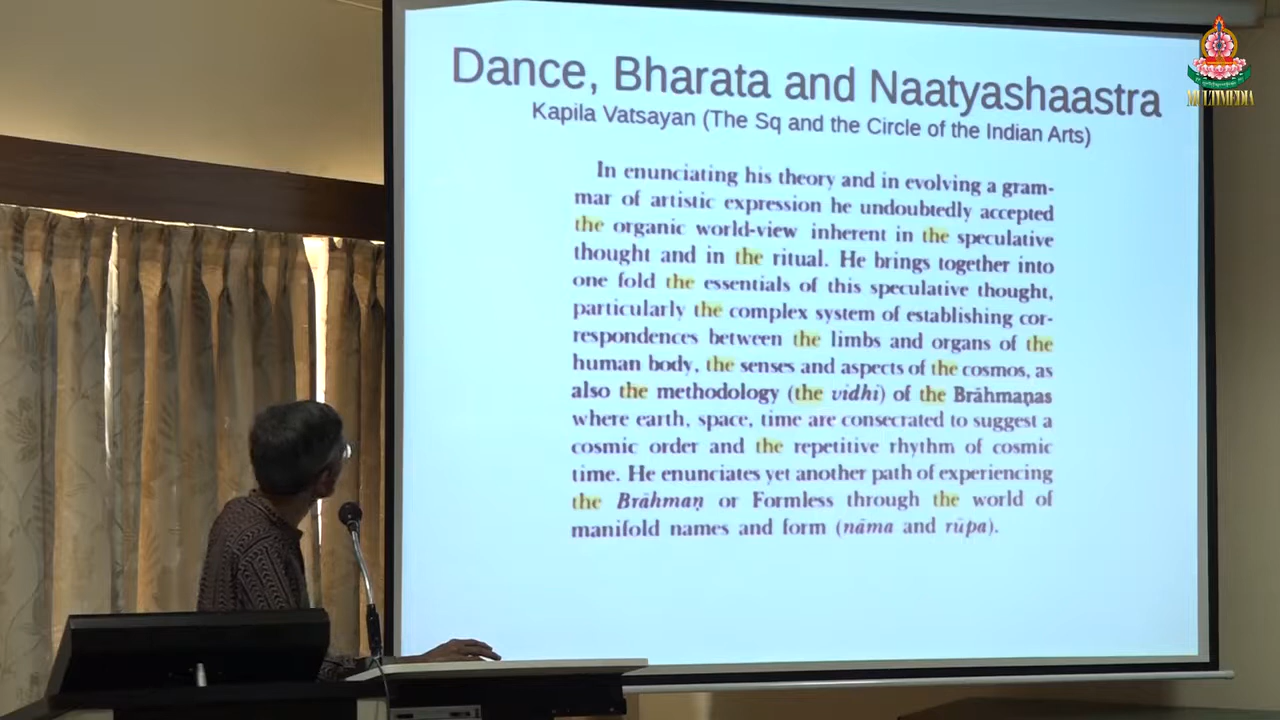 Dance, Bharata and Naatyashaastra
Kapila Vatsayan (The Sq and the Circle of the Indian Arts)
In enunciating his theory and in evolving a gram-
mar of artistic expression he undoubtedly accepted
the organic world-view inherent in the speculative
thought and in the ritual. He brings together into
one fold the essentials of this speculative thought,
particularly the complex system of establishing cor-
respondences between the limbs and organs of the
human body, the senses and aspects of the cosmos, as
also the methodology (the vidhi) of the Brāhmaṇas
where earth, space, time are consecrated to suggest a
cosmic order and the repetitive rhythm of cosmic
time. He enunciates yet another path of experiencing
the Brāhmaṇ or Formless through the world of
manifold names and form (nāma and rūpa).
MULTIMEDIA